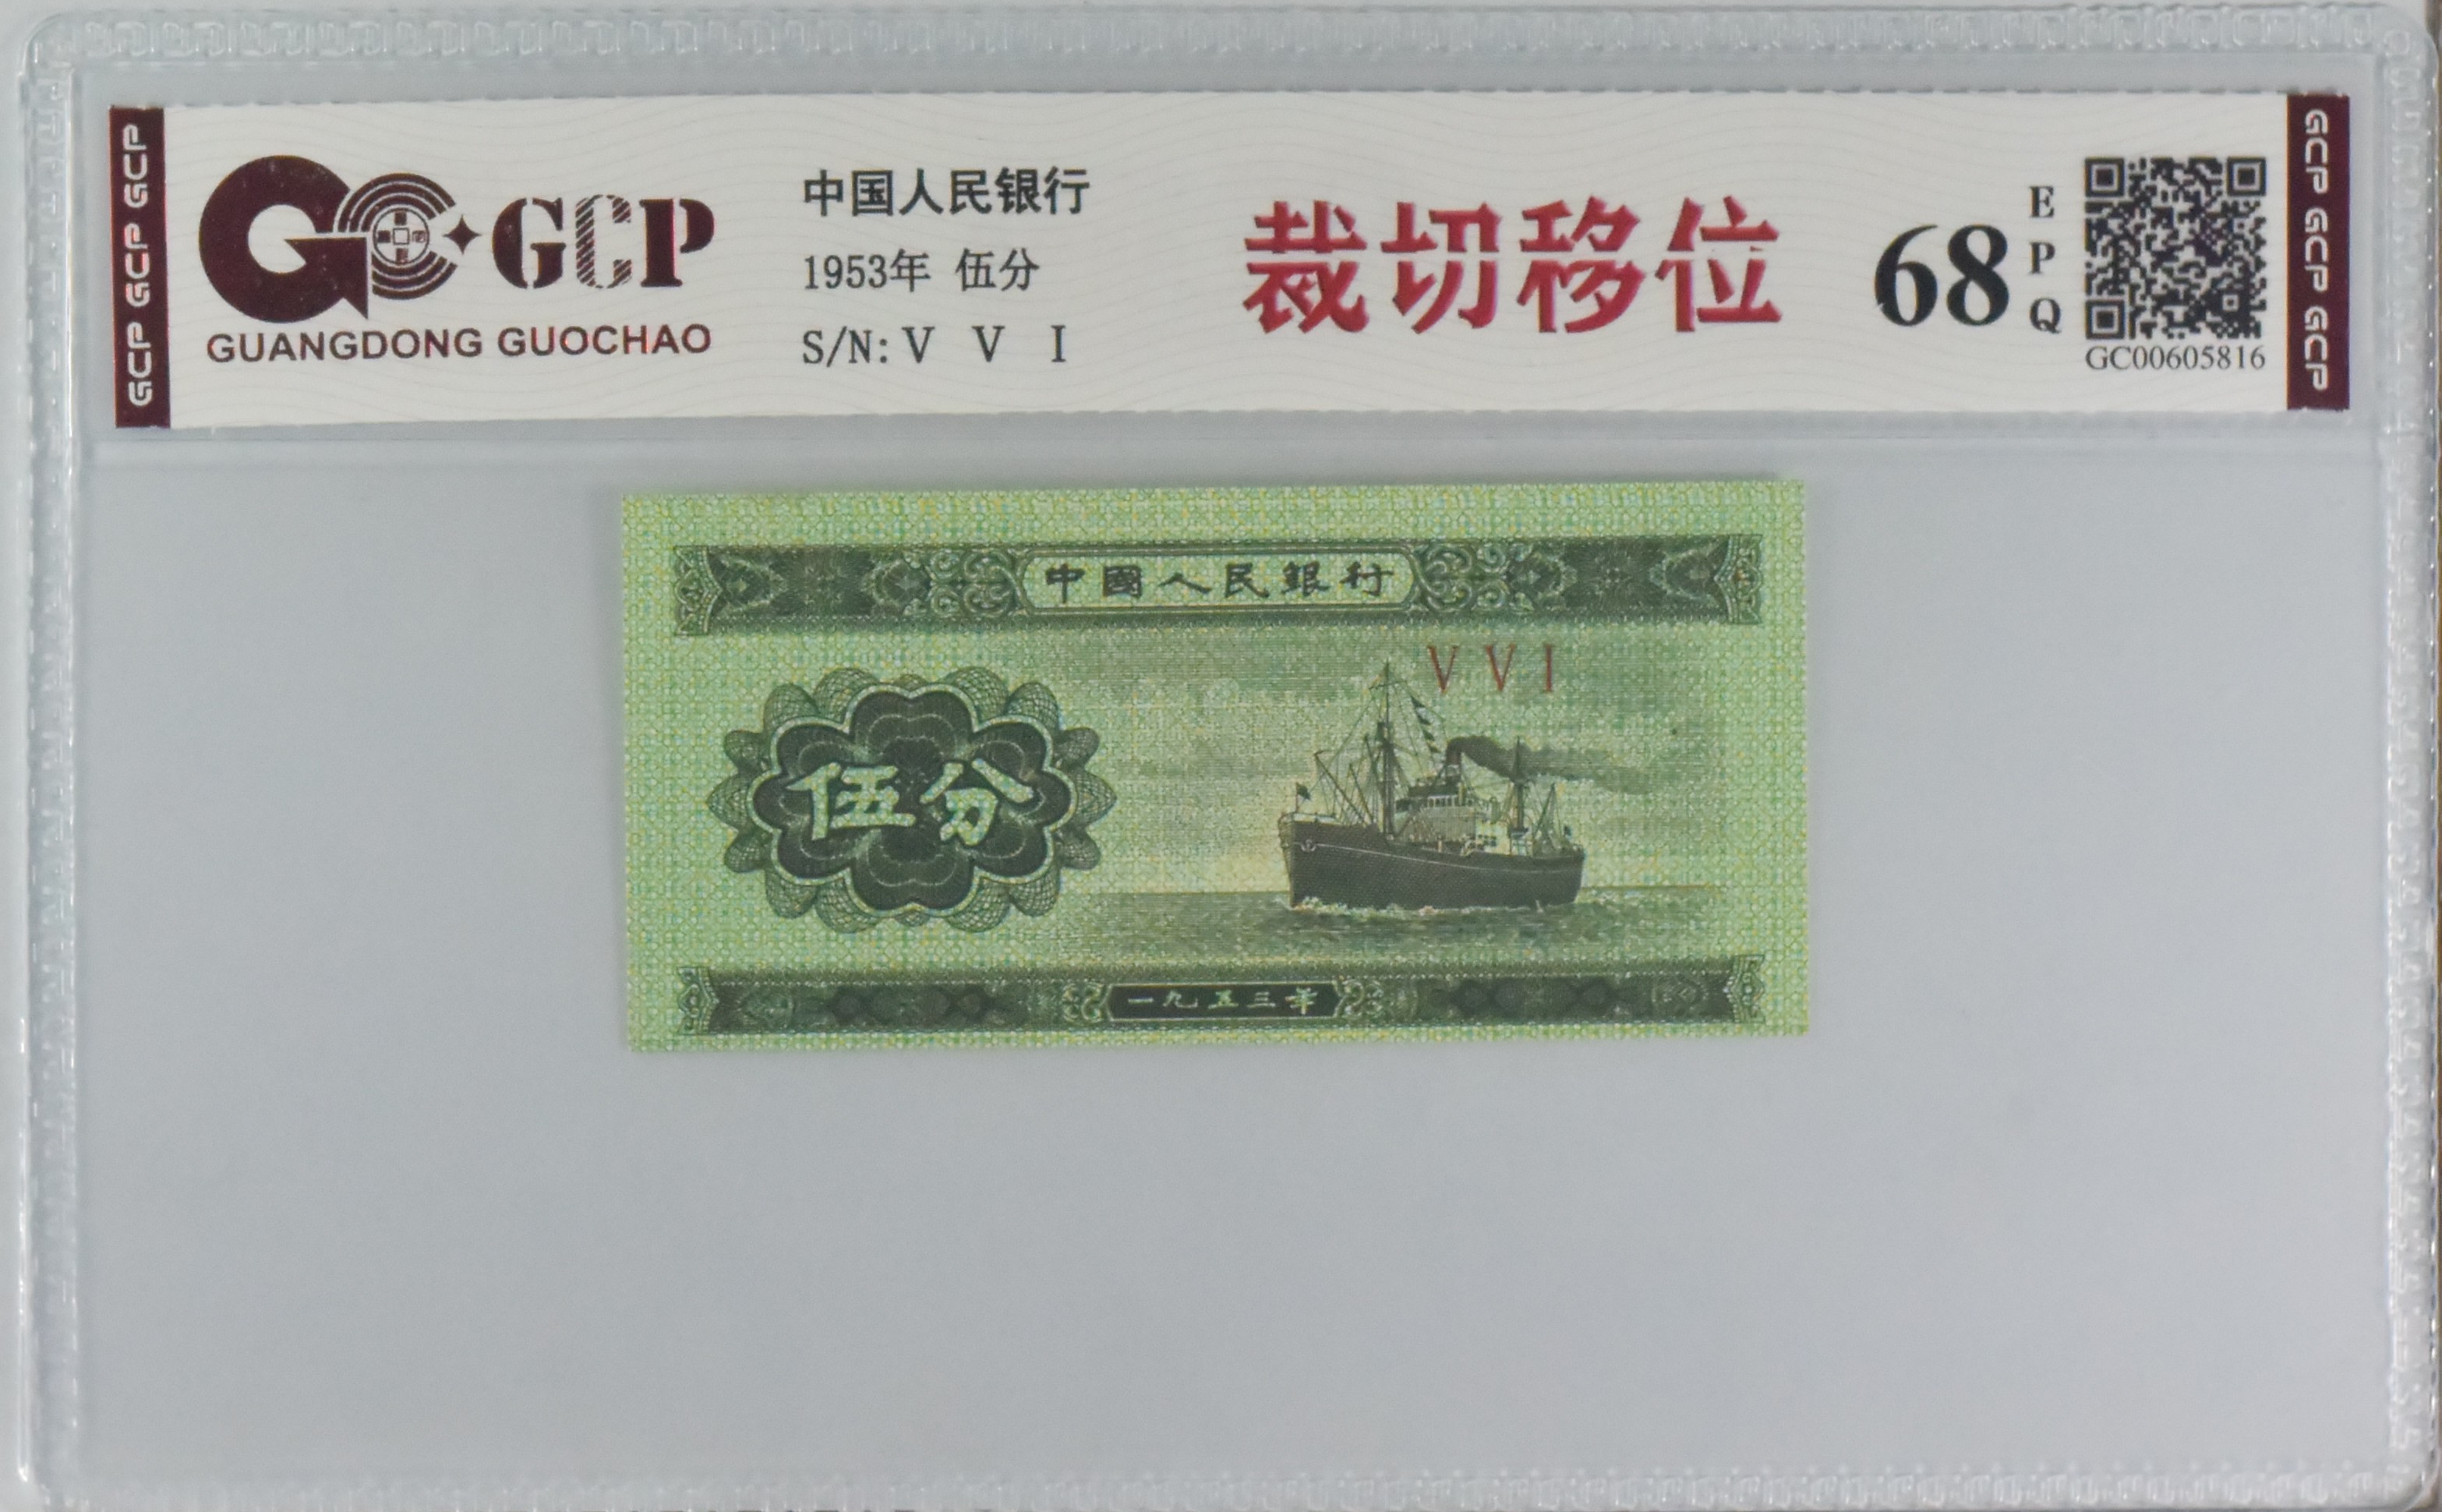 GCP GCP GCP
GCP
GUANGDONG GUOCHAO
中国人民银行
1953年 伍分
S/N: V V I
裁切移位
68
EPQ
GC00605816
GCP GCP GCP
中國人民銀行
V V I
伍分
一九五三年